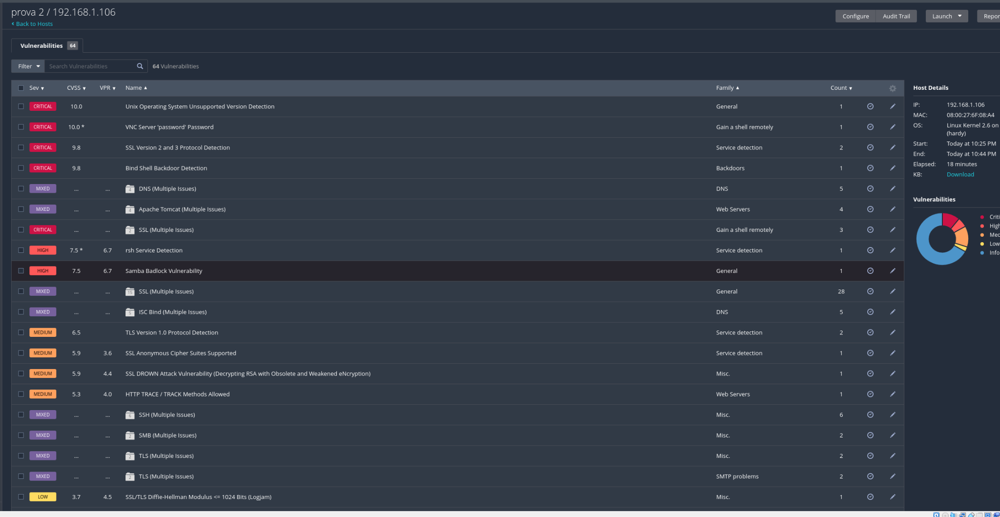 prova 2 / 192.168.1.106
Back to Hosts
Configure Audit Trail Launch Repor
Vulnerabilities 64
Filter Search Vulnerabilities 64 Vulnerabilities
Sev CVSS VPR Name Family Count
CRITICAL 10.0 Unix Operating System Unsupported Version Detection General 1
CRITICAL 10.0 * VNC Server 'password' Password Gain a shell remotely 1
CRITICAL 9.8 SSL Version 2 and 3 Protocol Detection Service detection 2
CRITICAL 9.8 Bind Shell Backdoor Detection Backdoors 1
MIXED ... ... 4 DNS (Multiple Issues) DNS 5
MIXED ... ... 4 Apache Tomcat (Multiple Issues) Web Servers 4
CRITICAL ... ... 2 SSL (Multiple Issues) Gain a shell remotely 3
HIGH 7.5 * 6.7 rsh Service Detection Service detection 1
HIGH 7.5 6.7 Samba Badlock Vulnerability General 1
MIXED ... ... 15 SSL (Multiple Issues) General 28
MIXED ... ... 5 ISC Bind (Multiple Issues) DNS 5
MEDIUM 6.5 TLS Version 1.0 Protocol Detection Service detection 2
MEDIUM 5.9 3.6 SSL Anonymous Cipher Suites Supported Service detection 1
MEDIUM 5.9 4.4 SSL DROWN Attack Vulnerability (Decrypting RSA with Obsolete and Weakened eNcryption) Misc. 1
MEDIUM 5.3 4.0 HTTP TRACE / TRACK Methods Allowed Web Servers 1
MIXED ... ... 6 SSH (Multiple Issues) Misc. 6
MIXED ... ... 2 SMB (Multiple Issues) Misc. 2
MIXED ... ... 2 TLS (Multiple Issues) Misc. 2
MIXED ... ... 2 TLS (Multiple Issues) SMTP problems 2
LOW 3.7 4.5 SSL/TLS Diffie-Hellman Modulus <= 1024 Bits (Logjam) Misc. 1
Host Details
IP: 192.168.1.106
MAC: 08:00:27:6F:08:A4
OS: Linux Kernel 2.6 on
(hardy)
Start: Today at 10:25 PM
End: Today at 10:44 PM
Elapsed: 18 minutes
KB: Download
Vulnerabilities
Criti
High
Med
Low
Info